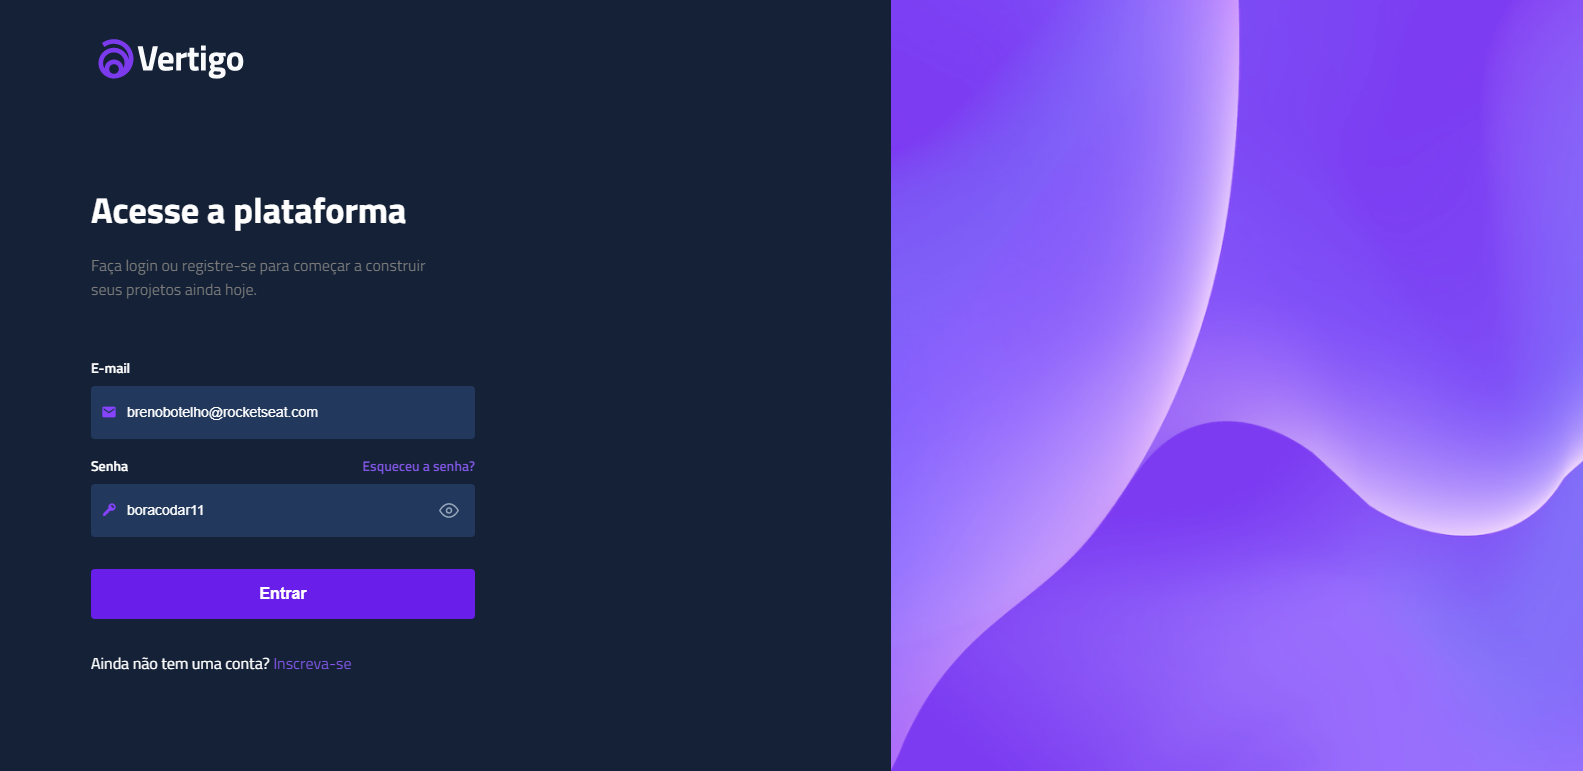 Vertigo
Acesse a plataforma
Faça login ou registre-se para começar a construir
seus projetos ainda hoje.
E-mail
brenobotelho@rocketseat.com
Senha
Esqueceu a senha?
boracodar11
Entrar
Ainda não tem uma conta? Inscreva-se